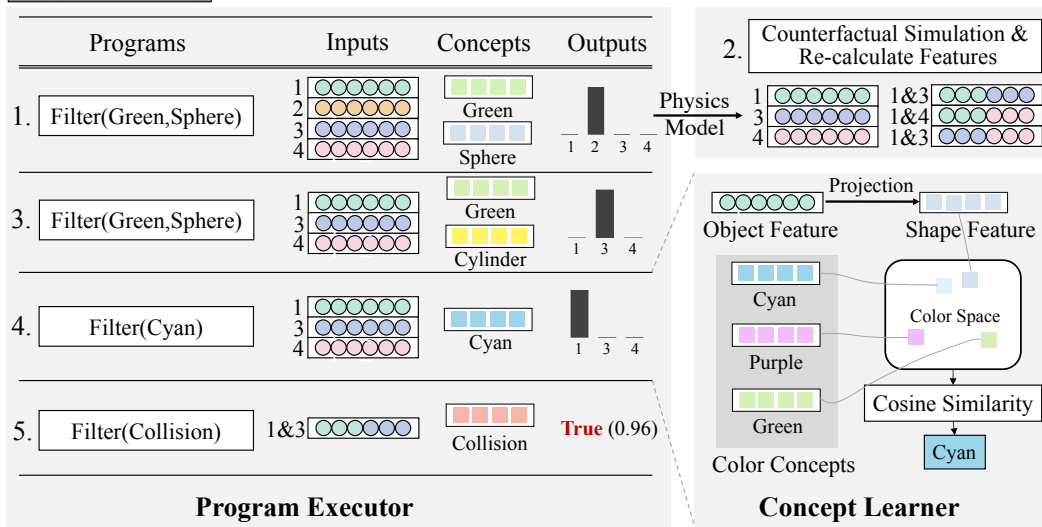 Programs Inputs Concepts Outputs
1. Filter(Green,Sphere)
1
2
3
4
Green
Sphere
1 2 3 4
Physics
Model
2. Counterfactual Simulation &
Re-calculate Features
1
3
4
1&3
1&4
1&3
3. Filter(Green,Sphere)
1
3
4
Green
Cylinder
1 3 4
4. Filter(Cyan)
1
3
4
Cyan
1 3 4
5. Filter(Collision)
1&3
Collision
True (0.96)
Program Executor
Projection
Object Feature
Shape Feature
Cyan
Purple
Green
Color Concepts
Color Space
Cosine Similarity
Cyan
Concept Learner